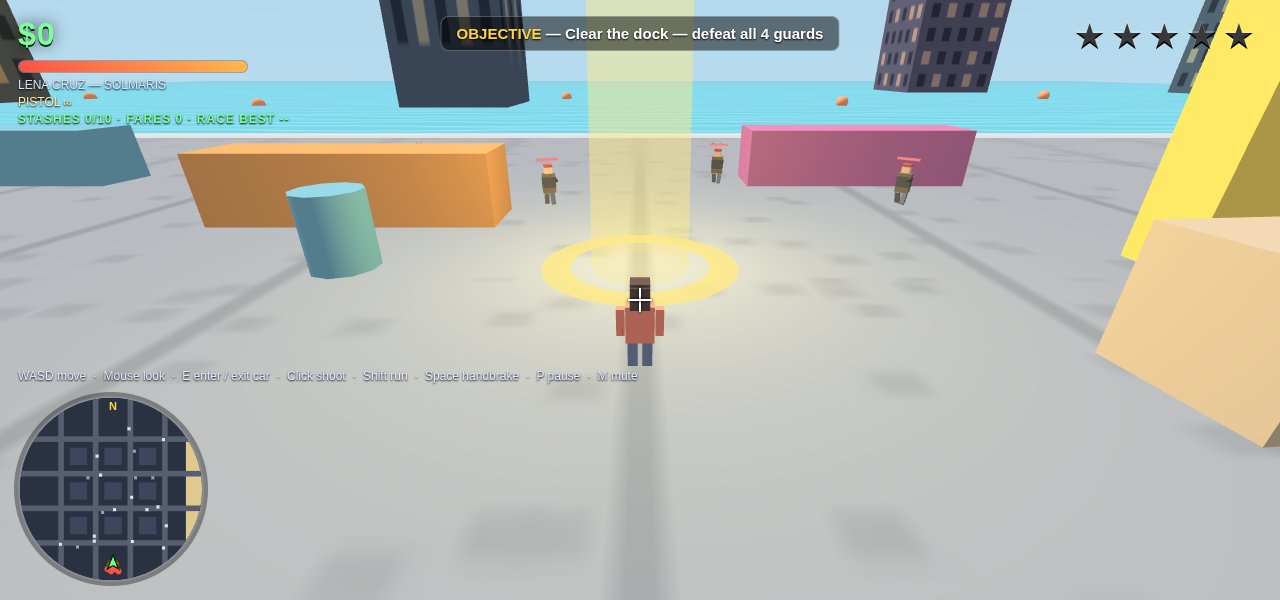 $0
OBJECTIVE — Clear the dock — defeat all 4 guards
LENA CRUZ — SOLMARIS
PISTOL ∞
STASHES 0/10 · FARES 0 · RACE BEST --
WASD move · Mouse look · E enter / exit car · Click shoot · Shift run · Space handbrake · P pause · M mute
N